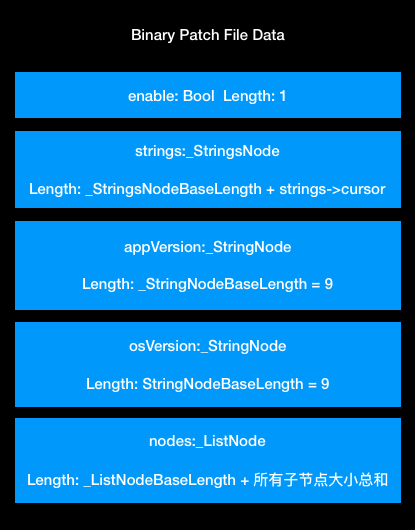 Binary Patch File Data
enable: Bool  Length: 1
strings:_StringsNode
Length: _StringsNodeBaseLength + strings->cursor
appVersion:_StringNode
Length: _StringNodeBaseLength = 9
osVersion:_StringNode
Length: StringNodeBaseLength = 9
nodes:_ListNode
Length: _ListNodeBaseLength + 所有子节点大小总和